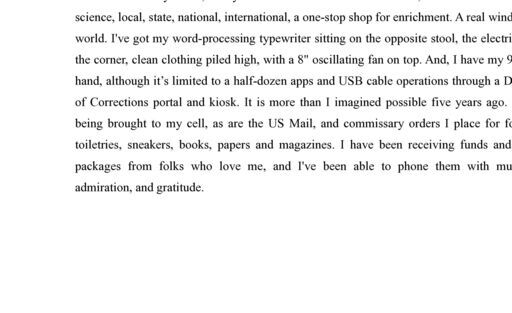 science, local, state, national, international, a one-stop shop for enrichment. A real wind
world. I've got my word-processing typewriter sitting on the opposite stool, the electri
the corner, clean clothing piled high, with a 8" oscillating fan on top. And, I have my 9
hand, although it’s limited to a half-dozen apps and USB cable operations through a D
of Corrections portal and kiosk. It is more than I imagined possible five years ago.
being brought to my cell, as are the US Mail, and commissary orders I place for fo
toiletries, sneakers, books, papers and magazines. I have been receiving funds and
packages from folks who love me, and I've been able to phone them with mu
admiration, and gratitude.